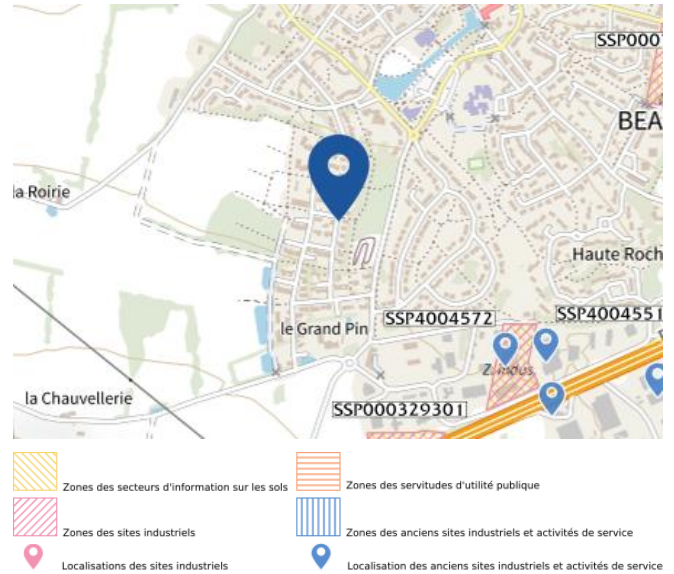 SSP000
BEA
a Roirie
Haute Roch
SSP4004572
SSP4004551
le Grand Pin
Z. Indus.
la Chauvellerie
SSP000329301
Zones des secteurs d'information sur les sols
Zones des servitudes d'utilité publique
Zones des sites industriels
Zones des anciens sites industriels et activités de service
Localisations des sites industriels
Localisation des anciens sites industriels et activités de service